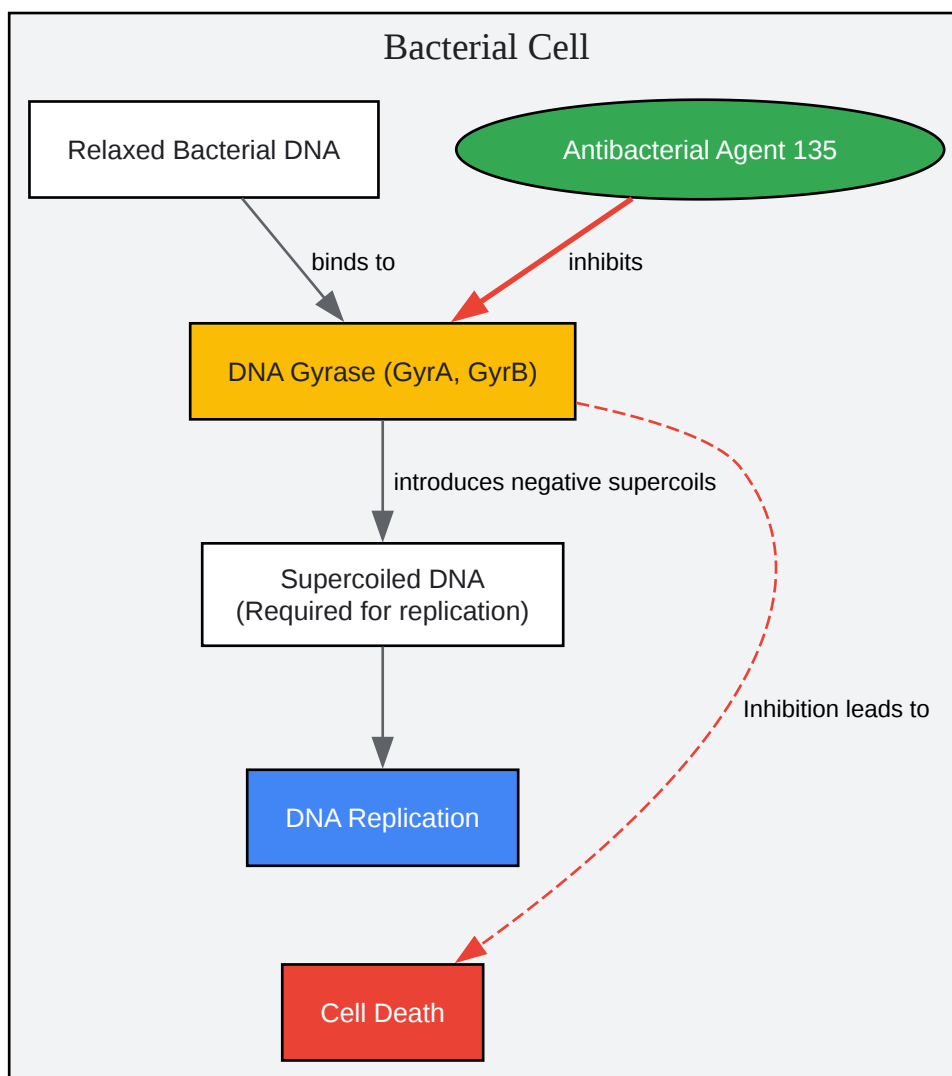 Bacterial Cell
Relaxed Bacterial DNA
Antibacterial Agent 135
binds to
inhibits
DNA Gyrase (GyrA, GyrB)
introduces negative supercoils
Supercoiled DNA
(Required for replication)
Inhibition leads to
DNA Replication
Cell Death